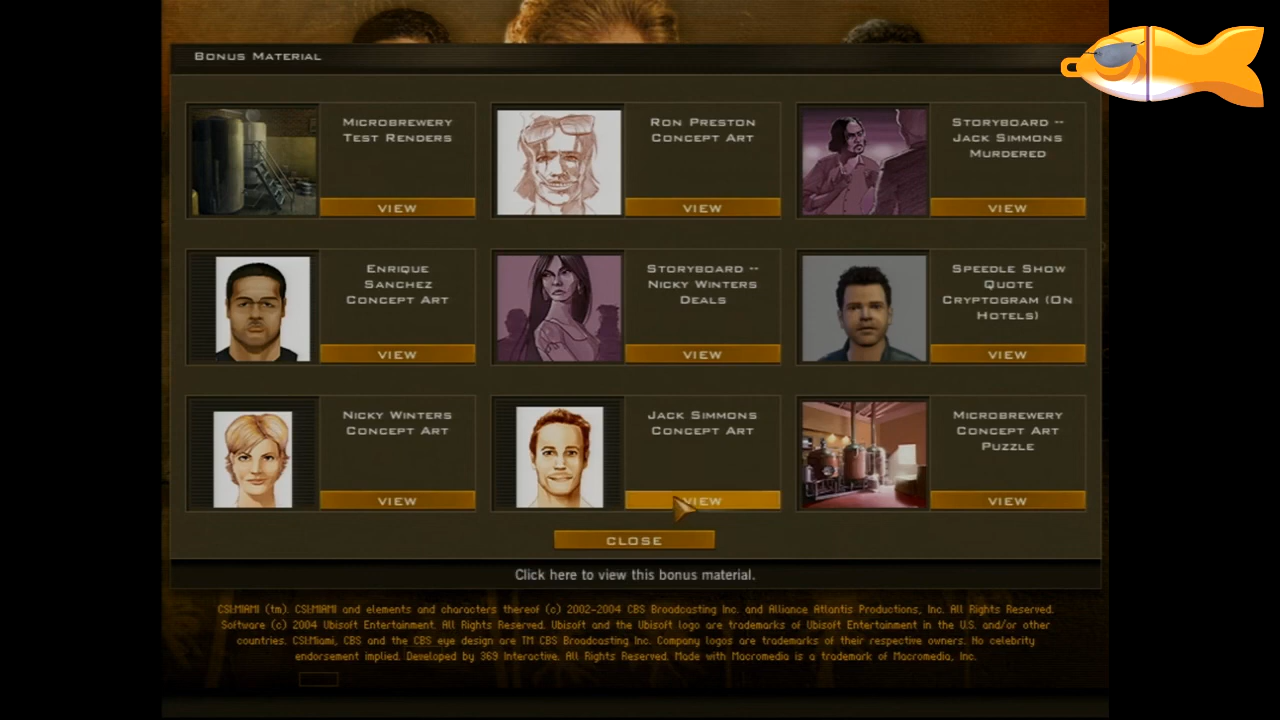 BONUS MATERIAL
MICROBREWERY
TEST RENDERS
VIEW
RON PRESTON
CONCEPT ART
VIEW
STORYBOARD --
JACK SIMMONS
MURDERED
VIEW
ENRIQUE
SANCHEZ
CONCEPT ART
VIEW
STORYBOARD --
NICKY WINTERS
DEALS
VIEW
SPEEDLE SHOW
QUOTE
CRYPTOGRAM (ON
HOTELS)
VIEW
NICKY WINTERS
CONCEPT ART
VIEW
JACK SIMMONS
CONCEPT ART
VIEW
MICROBREWERY
CONCEPT ART
PUZZLE
VIEW
CLOSE
Click here to view this bonus material.
CSI:MIAMI (tm). CSI:MIAMI and elements and characters thereof (c) 2002-2004 CBS Broadcasting Inc. and Alliance Atlantis Productions, Inc. All Rights Reserved.
Software (c) 2004 Ubisoft Entertainment. All Rights Reserved. Ubisoft and the Ubisoft logo are trademarks of Ubisoft Entertainment in the U.S. and/or other
countries. CSI:Miami, CBS and the CBS eye design are TM CBS Broadcasting Inc. Company logos are trademarks of their respective owners. No celebrity
endorsement implied. Developed by 369 Interactive. All Rights Reserved. Made with Macromedia is a trademark of Macromedia, Inc.